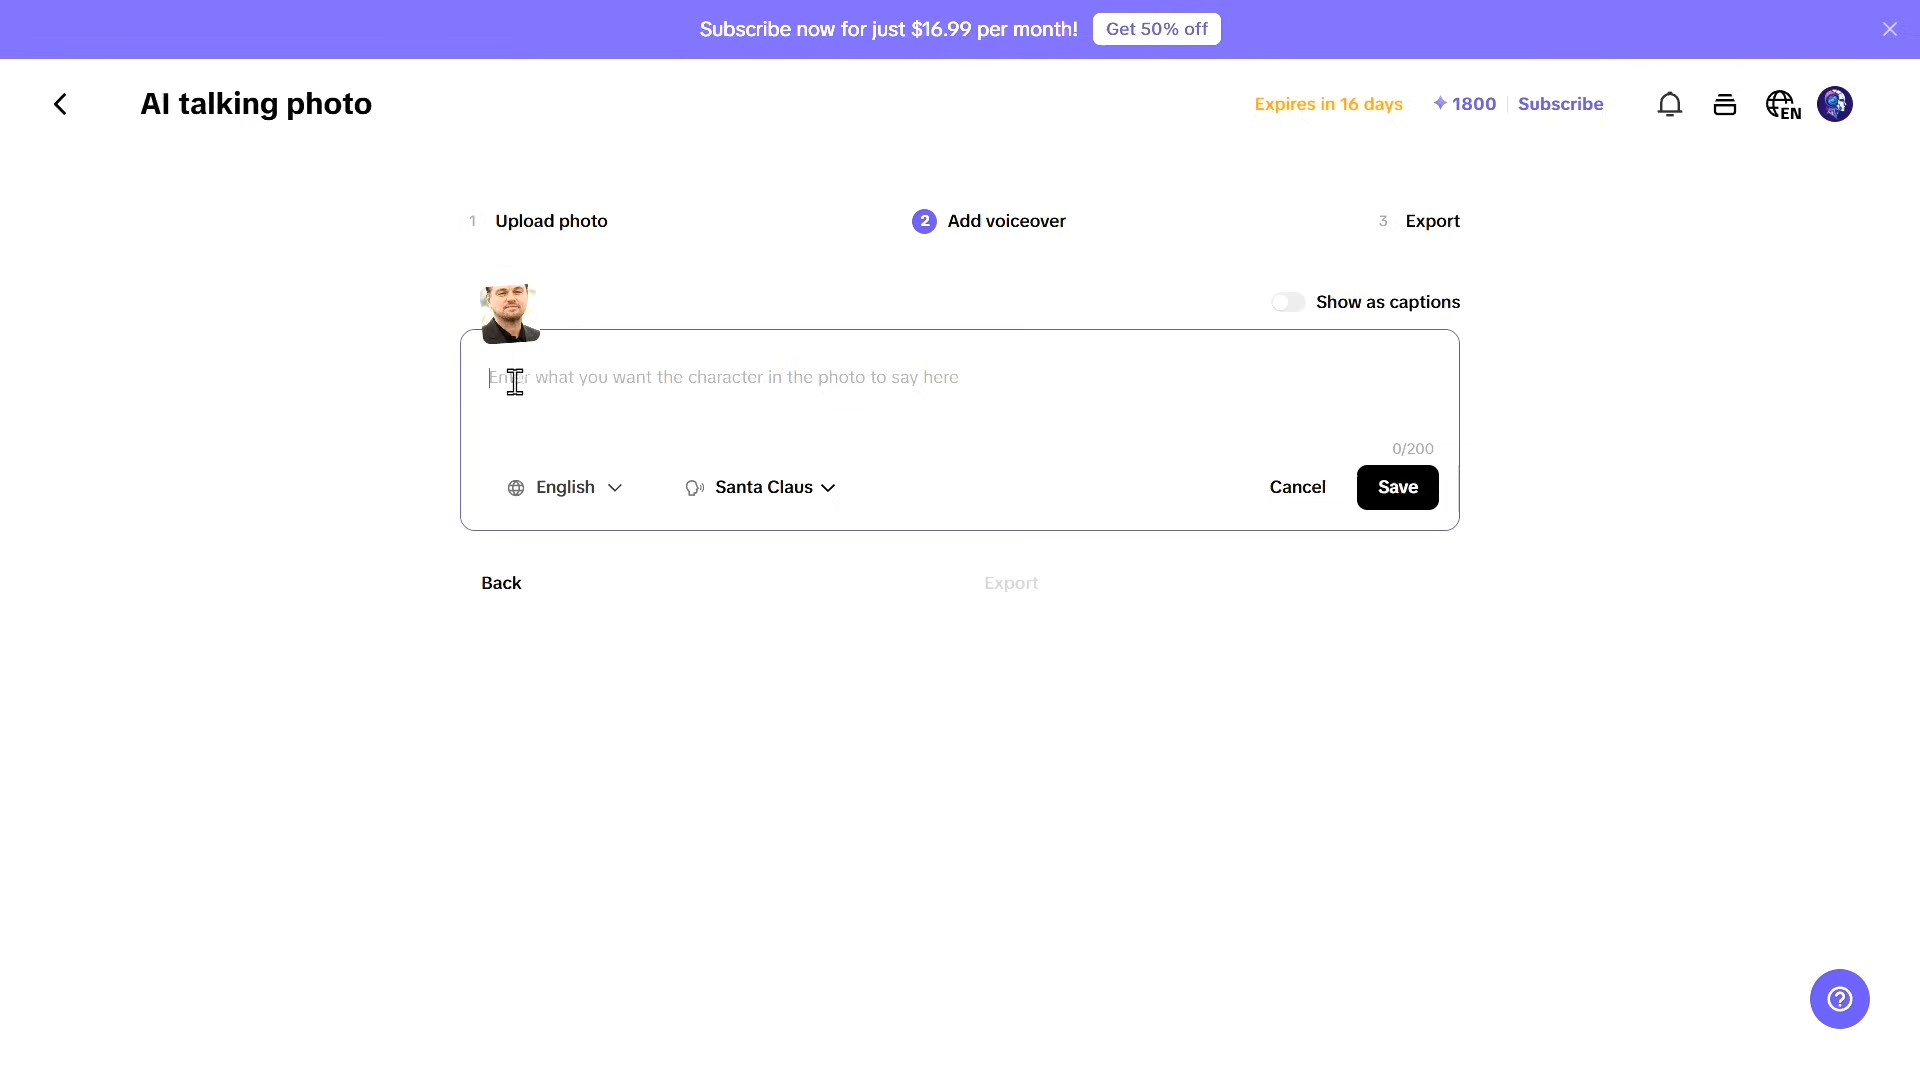 Subscribe now for just $16.99 per month! Get 50% off
AI talking photo
Expires in 16 days 1800 Subscribe EN
1 Upload photo 2 Add voiceover 3 Export
Show as captions
Enter what you want the character in the photo to say here
0/200
English Santa Claus Cancel Save
Back Export